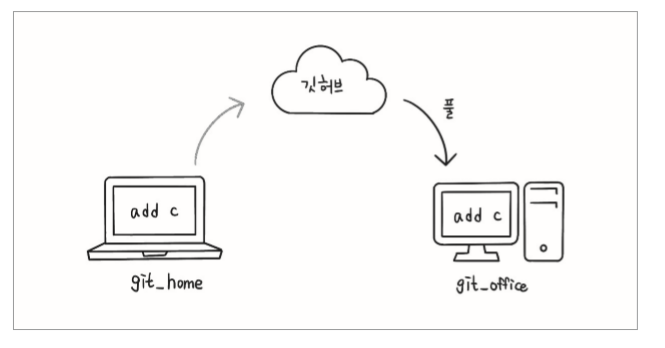 깃허브
풀
add c
add c
git_home
git_office